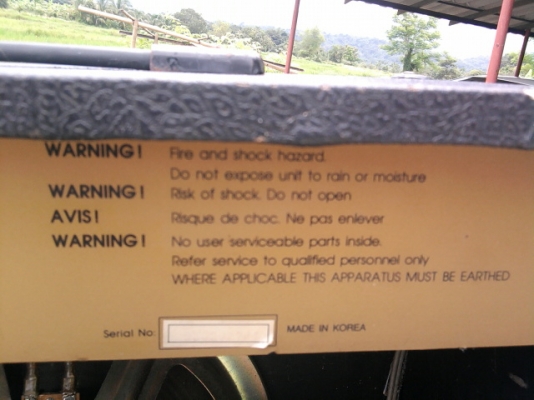 WARNING! Fire and shock hazard.
Do not expose unit to rain or moisture
WARNING! Risk of shock. Do not open
AVIS! Risque de choc. Ne pas enlever
WARNING! No user serviceable parts inside.
Refer service to qualified personnel only
WHERE APPLICABLE THIS APPARATUS MUST BE EARTHED
Serial No: MADE IN KOREA